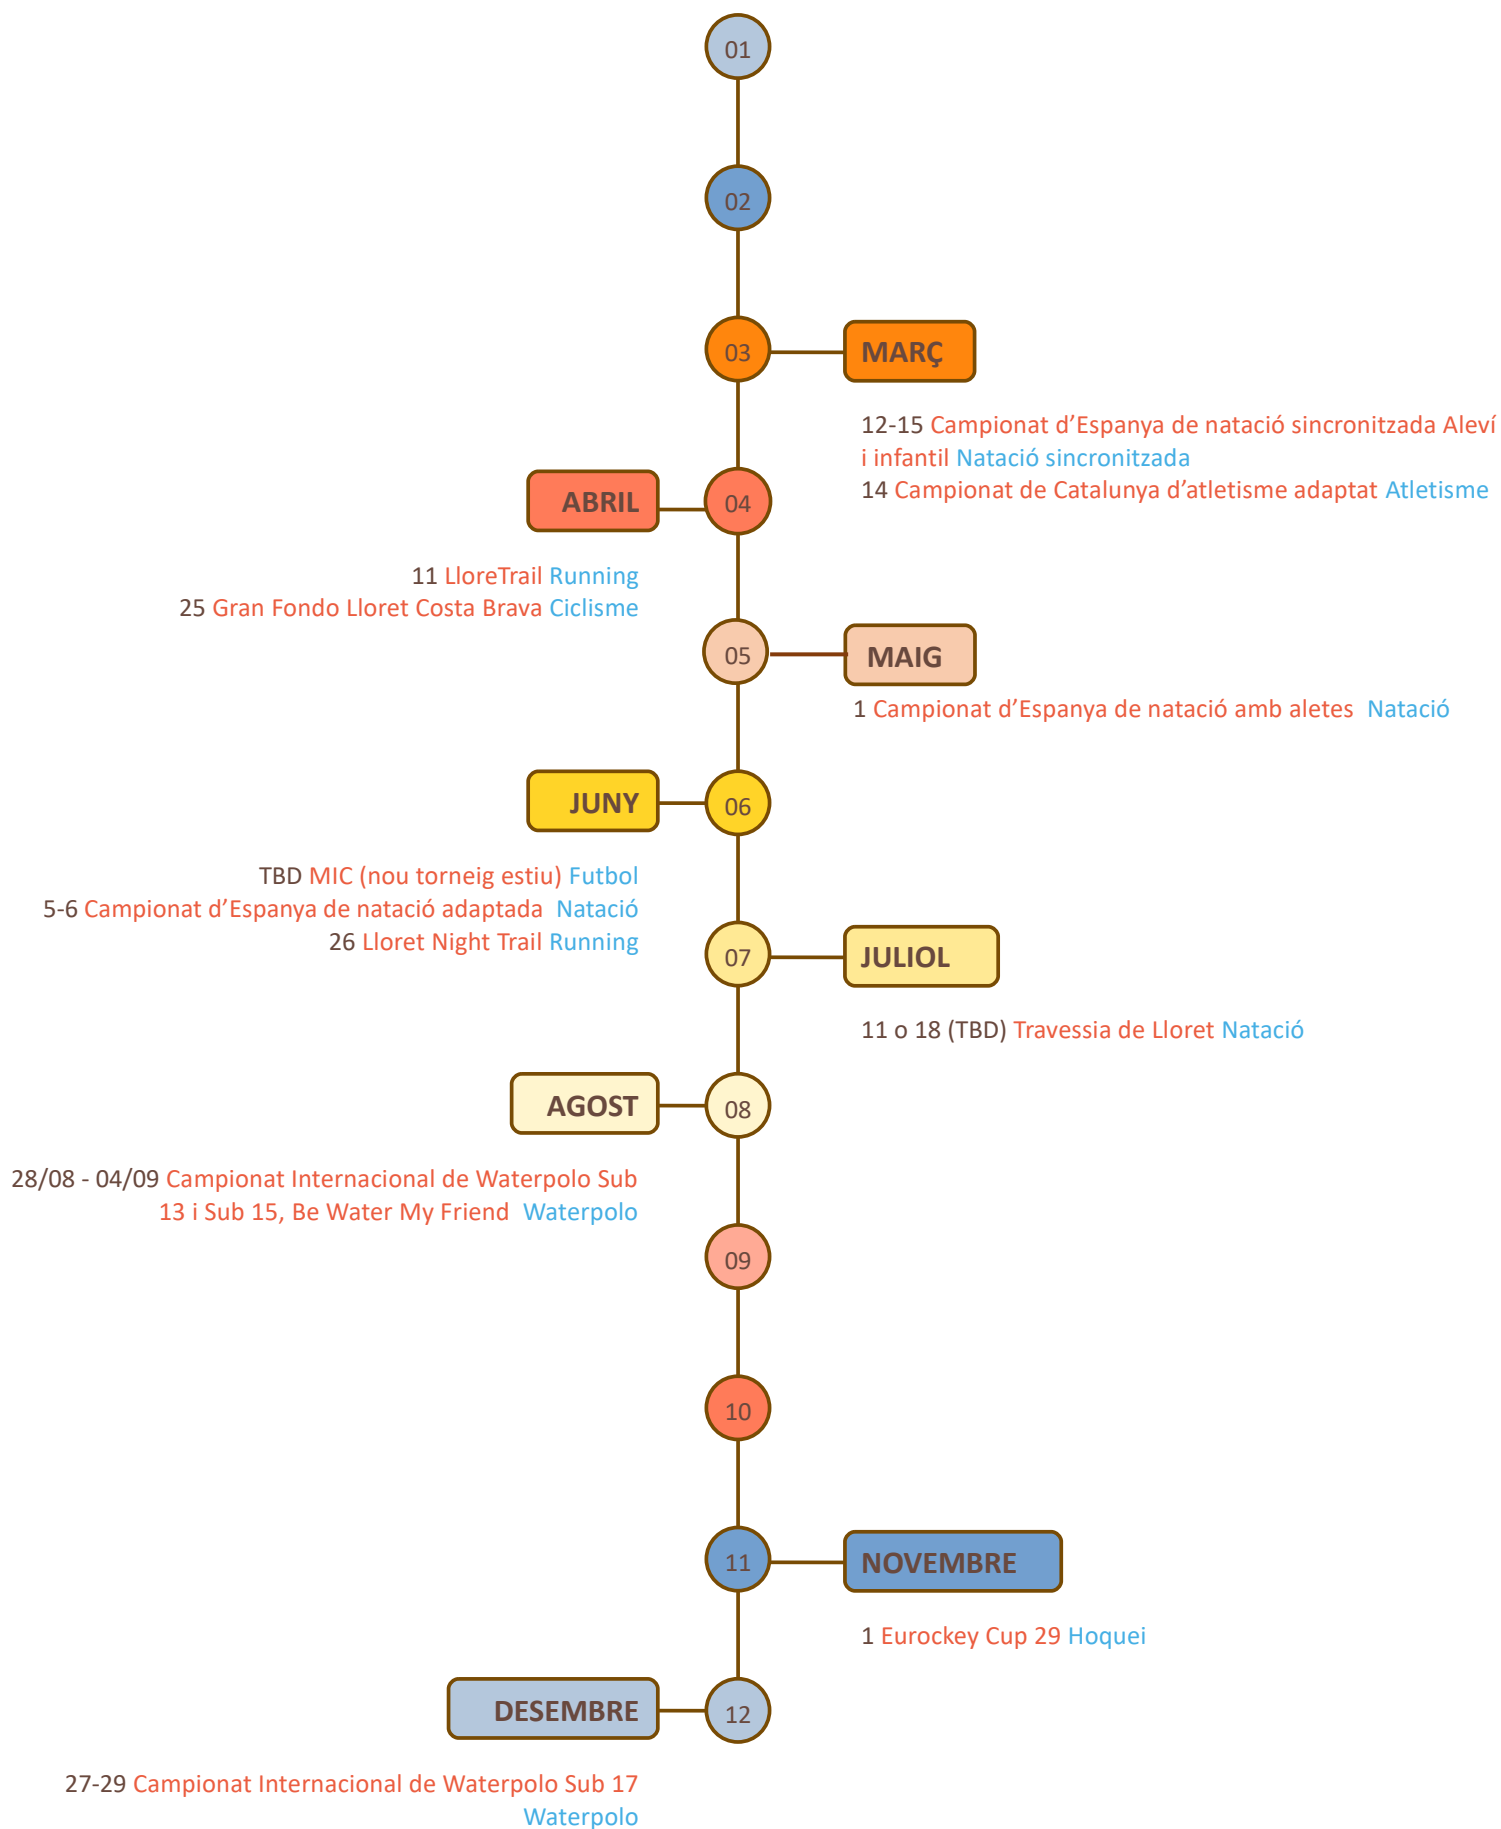 01
02
03
MARÇ
12-15 Campionat d’Espanya de natació sincronitzada Aleví
i infantil Natació sincronitzada
14 Campionat de Catalunya d’atletisme adaptat Atletisme
ABRIL
04
11 LloreTrail Running
25 Gran Fondo Lloret Costa Brava Ciclisme
05
MAIG
1 Campionat d’Espanya de natació amb aletes Natació
JUNY
06
TBD MIC (nou torneig estiu) Futbol
5-6 Campionat d’Espanya de natació adaptada Natació
26 Lloret Night Trail Running
07
JULIOL
11 o 18 (TBD) Travessia de Lloret Natació
AGOST
08
28/08 - 04/09 Campionat Internacional de Waterpolo Sub
13 i Sub 15, Be Water My Friend Waterpolo
09
10
11
NOVEMBRE
1 Eurockey Cup 29 Hoquei
DESEMBRE
12
27-29 Campionat Internacional de Waterpolo Sub 17
Waterpolo